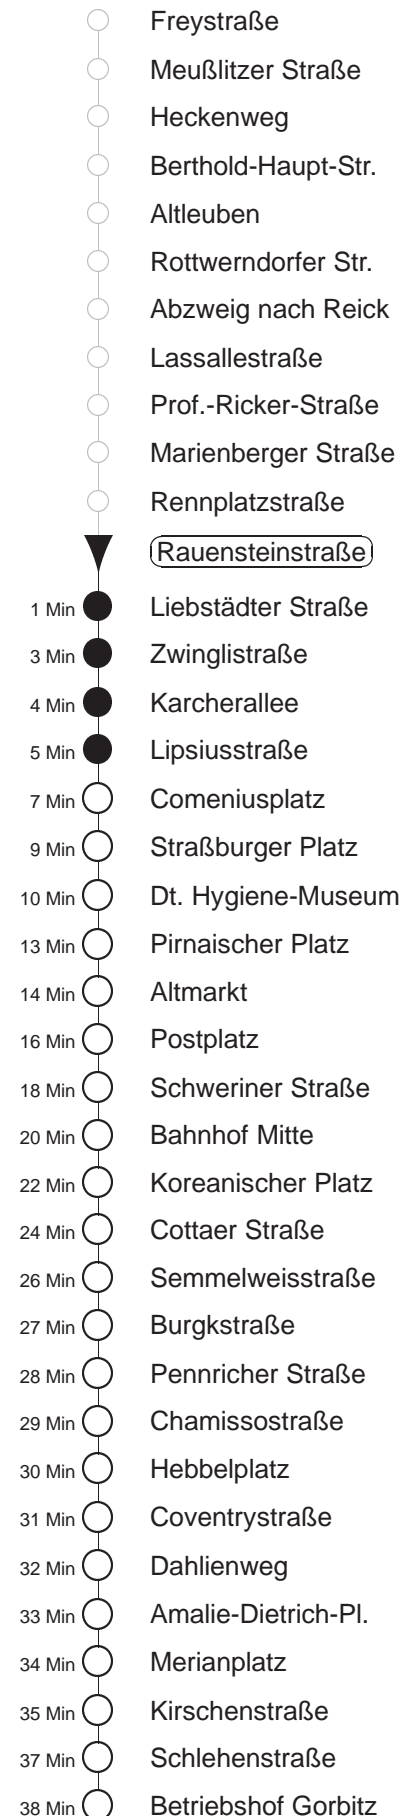 Freystraße
Meußlitzer Straße
Heckenweg
Berthold-Haupt-Str.
Altleuben
Rottwerndorfer Str.
Abzweig nach Reick
Lassallestraße
Prof.-Ricker-Straße
Marienberger Straße
Rennplatzstraße
Rauensteinstraße
1 Min Liebstädter Straße
3 Min Zwinglistraße
4 Min Karcherallee
5 Min Lipsiusstraße
7 Min Comeniusplatz
9 Min Straßburger Platz
10 Min Dt. Hygiene-Museum
13 Min Pirnaischer Platz
14 Min Altmarkt
16 Min Postplatz
18 Min Schweriner Straße
20 Min Bahnhof Mitte
22 Min Koreanischer Platz
24 Min Cottaer Straße
26 Min Semmelweisstraße
27 Min Burgkstraße
28 Min Pennricher Straße
29 Min Chamissostraße
30 Min Hebbelplatz
31 Min Coventrystraße
32 Min Dahlienweg
33 Min Amalie-Dietrich-Pl.
34 Min Merianplatz
35 Min Kirschenstraße
37 Min Schlehenstraße
38 Min Betriebshof Gorbitz